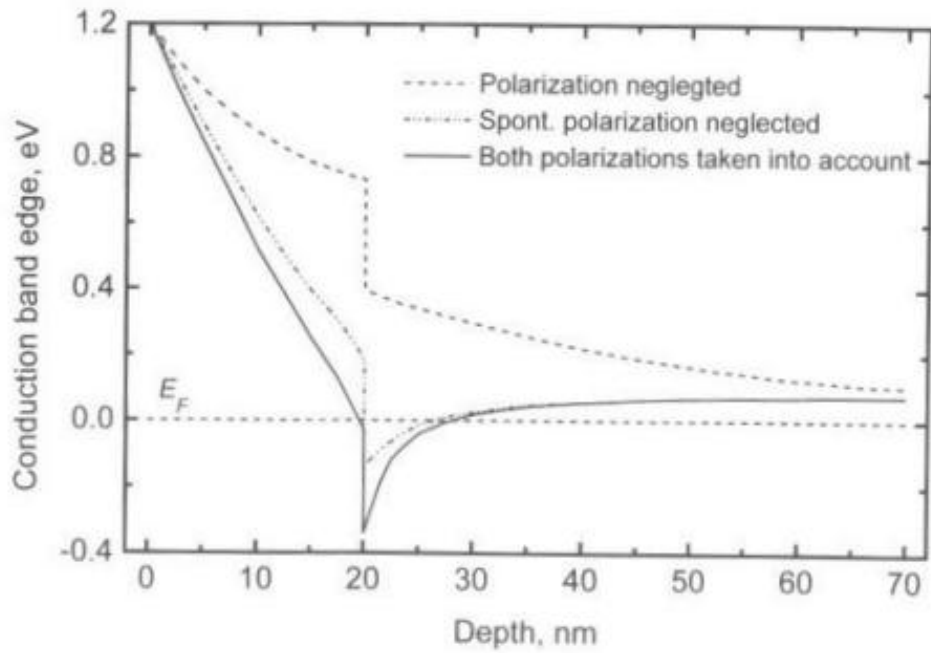 1.2
0.8
0.4
0.0
-0.4
Conduction band edge, eV
Polarization neglegted
Spont. polarization neglected
Both polarizations taken into account
E_F
0 10 20 30 40 50 60 70
Depth, nm